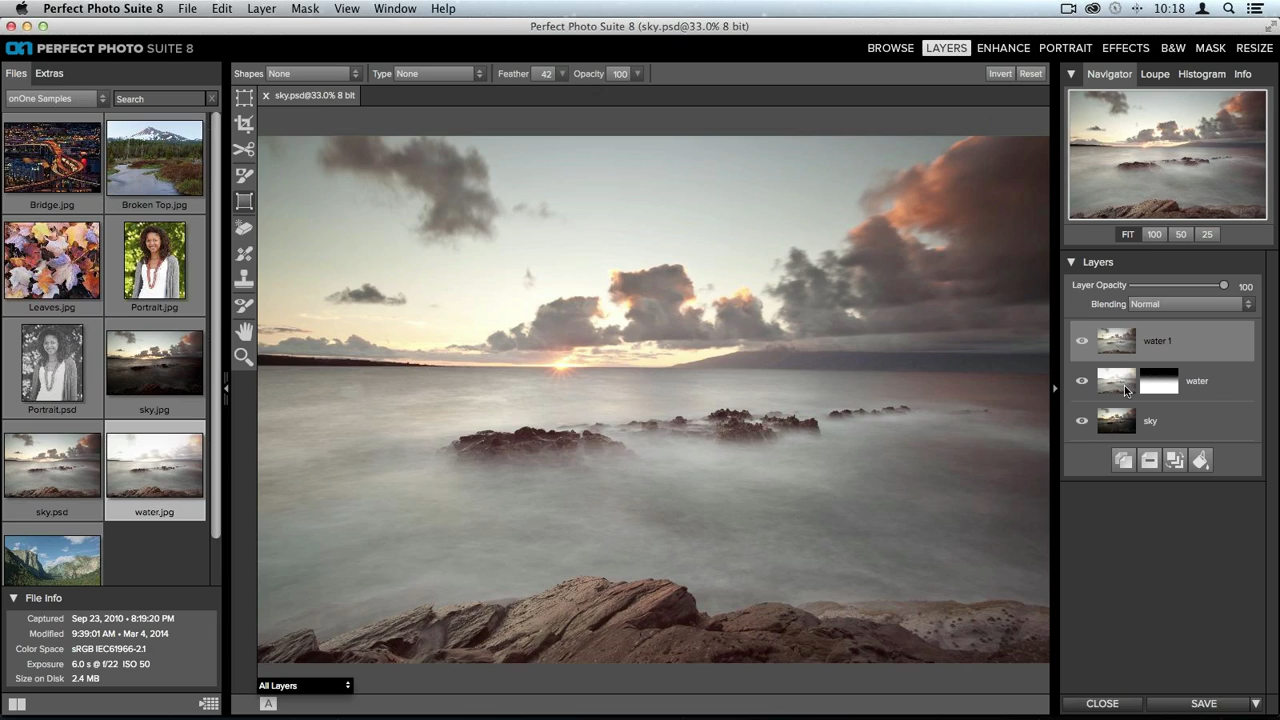 Perfect Photo Suite 8 File Edit Layer Mask View Window Help 10:18
Perfect Photo Suite 8 (sky.psd@33.0% 8 bit)
on PERFECT PHOTO SUITE 8 BROWSE LAYERS ENHANCE PORTRAIT EFFECTS B&W MASK RESIZE
Files Extras Shapes None Type None Feather 42 Opacity 100 Invert Reset Navigator Loupe Histogram Info
onOne Samples Search X sky.psd@33.0% 8 bit
Bridge.jpg Broken Top.jpg
FIT 100 50 25
Layers
Layer Opacity 100
Blending Normal
Leaves.jpg Portrait.jpg
water 1
water
Portrait.psd sky.jpg
sky
sky.psd water.jpg
File Info
Captured Sep 23, 2010 • 8:19:20 PM
Modified 9:39:01 AM • Mar 4, 2014
Color Space sRGB IEC61966-2.1
Exposure 6.0 s @ f/22 ISO 50
Size on Disk 2.4 MB
All Layers
A
CLOSE SAVE